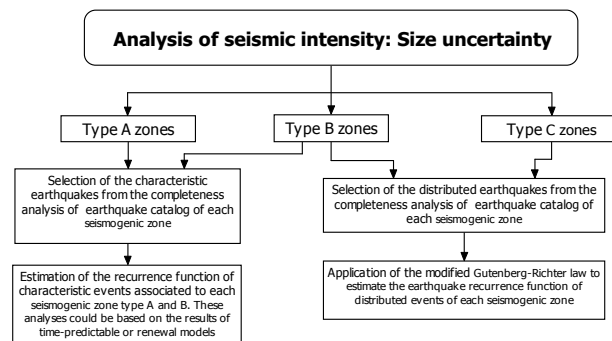 Analysis of seismic intensity: Size uncertainty
Type A zones
Type B zones
Type C zones
Selection of the characteristic
earthquakes from the completeness
analysis of earthquake catalog of each
seismogenic zone
Selection of the distributed earthquakes from the
completeness analysis of earthquake catalog of
each seismogenic zone
Estimation of the recurrence function of
characteristic events associated to each
seismogenic zone type A and B. These
analyses could be based on the results of
time-predictable or renewal models
Application of the modified Gutenberg-Richter law to
estimate the earthquake recurrence function of
distributed events of each seismogenic zone